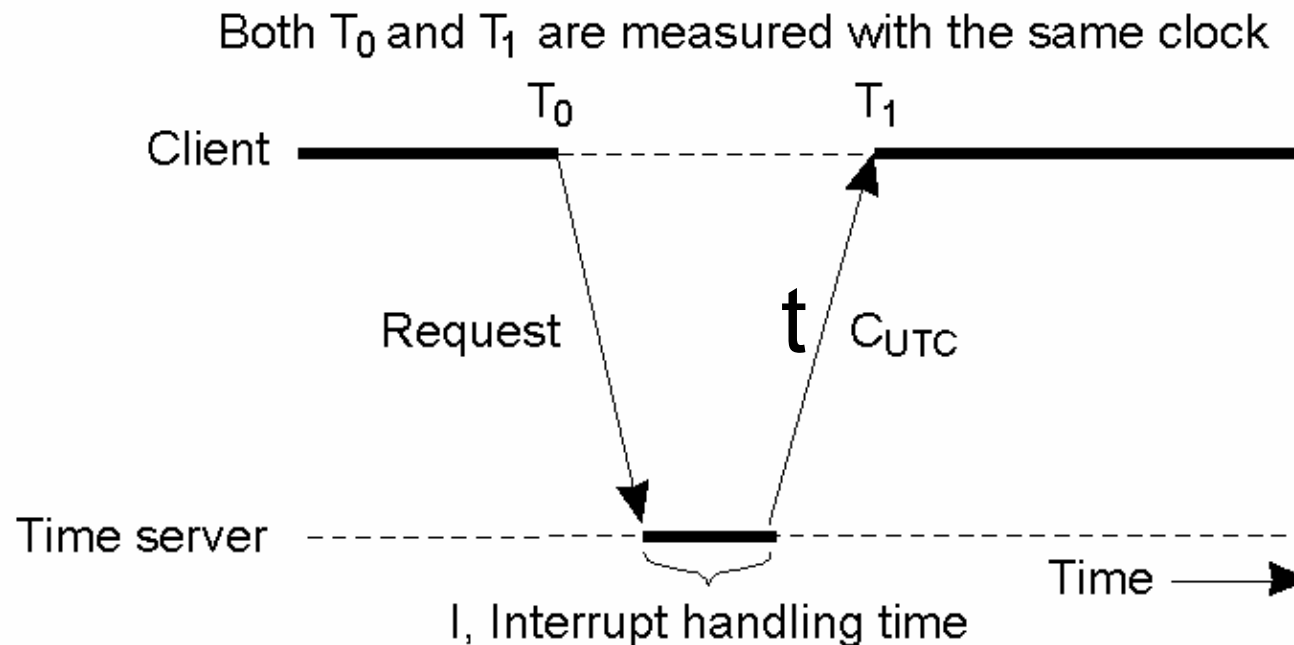 Both T₀ and T₁ are measured with the same clock
T₀
T₁
Client
Request
t
C_UTC
Time server
Time
I, Interrupt handling time